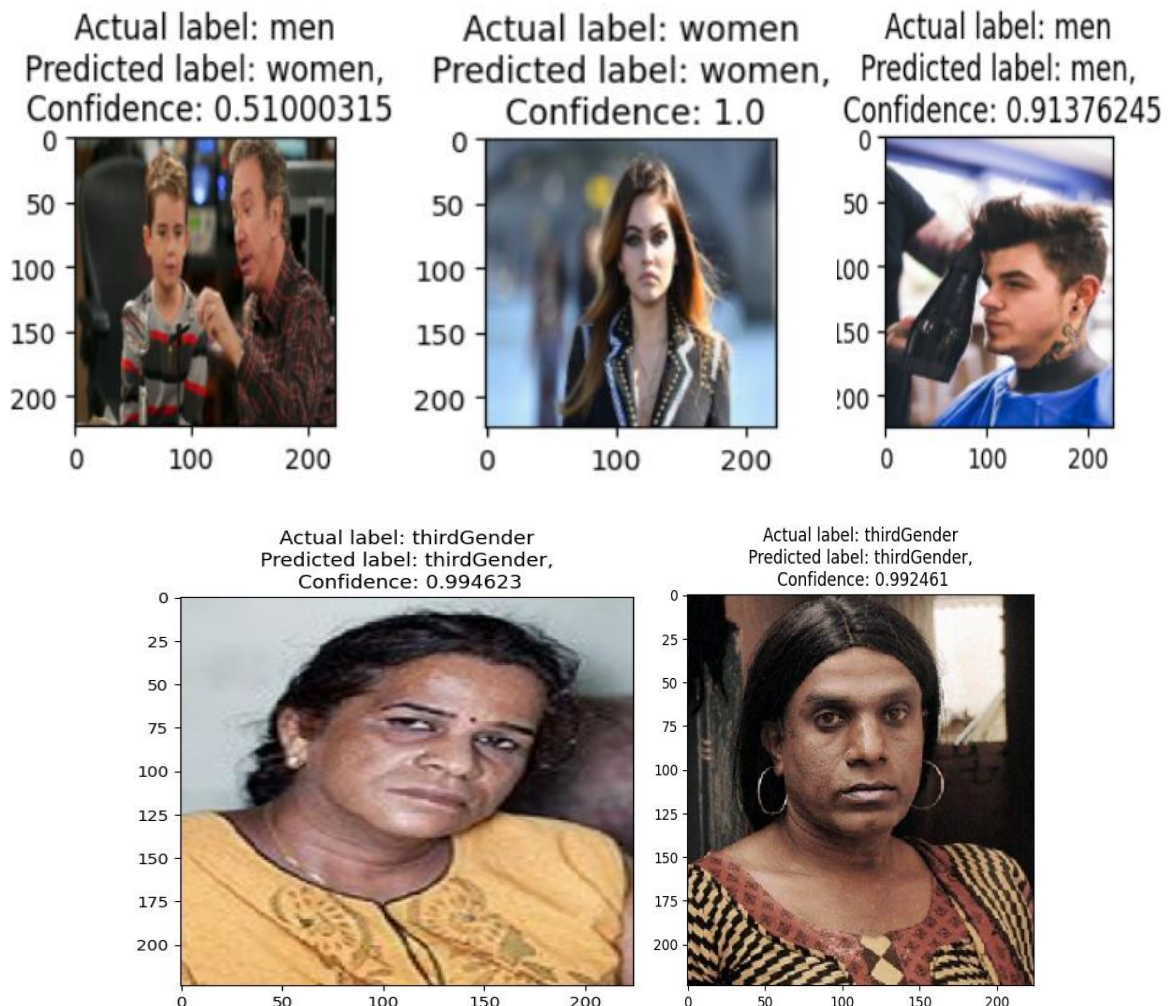 Actual label: men
Predicted label: women,
Confidence: 0.51000315
0
50
100
150
200
0 100 200
Actual label: women
Predicted label: women,
Confidence: 1.0
0
50
100
150
200
0 100 200
Actual label: men
Predicted label: men,
Confidence: 0.91376245
0
50
100
150
200
0 100 200
Actual label: thirdGender
Predicted label: thirdGender,
Confidence: 0.994623
0
25
50
75
100
125
150
175
200
0 50 100 150 200
Actual label: thirdGender
Predicted label: thirdGender,
Confidence: 0.992461
0
25
50
75
100
125
150
175
200
0 50 100 150 200